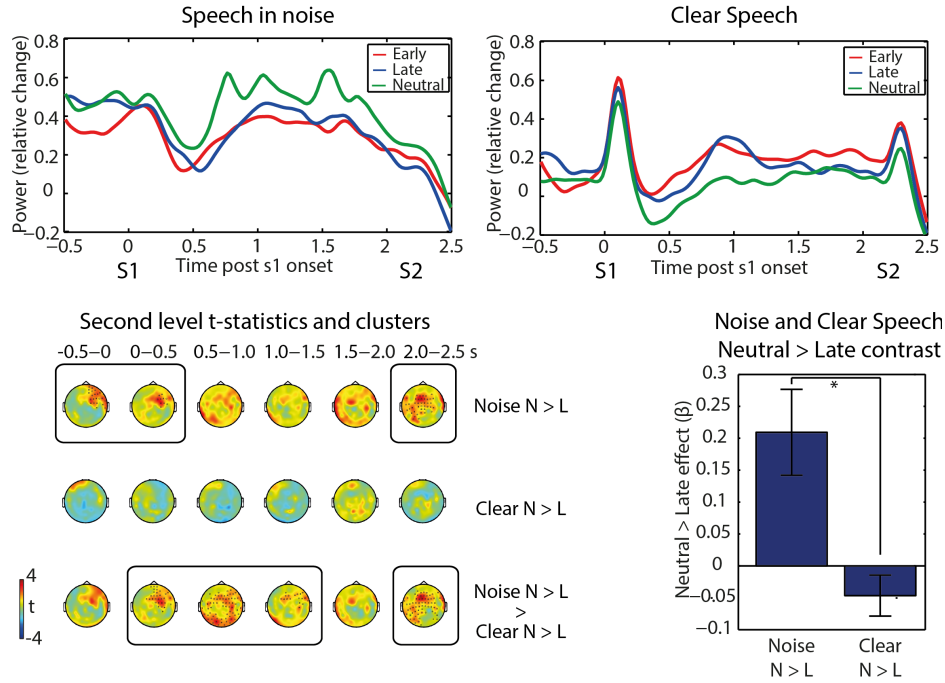 Speech in noise
Clear Speech
Power (relative change)
0.8
0.6
0.4
0.2
0
−0.2
Early
Late
Neutral
−0.5
0
0.5
1
1.5
2
2.5
S1
Time post s1 onset
S2
Power (relative change)
0.8
0.6
0.4
0.2
0
−0.2
Early
Late
Neutral
−0.5
0
0.5
1
1.5
2
2.5
S1
Time post s1 onset
S2
Second level t-statistics and clusters
−0.5−0 0−0.5 0.5−1.0 1.0−1.5 1.5−2.0 2.0−2.5 s
Noise N > L
Clear N > L
4
t
-4
Noise N > L
>
Clear N > L
Noise and Clear Speech
Neutral > Late contrast
Neutral > Late effect (β)
0.3
0.2
0.15
0.1
0.05
0
−0.05
−0.1
*
Noise
N > L
Clear
N > L